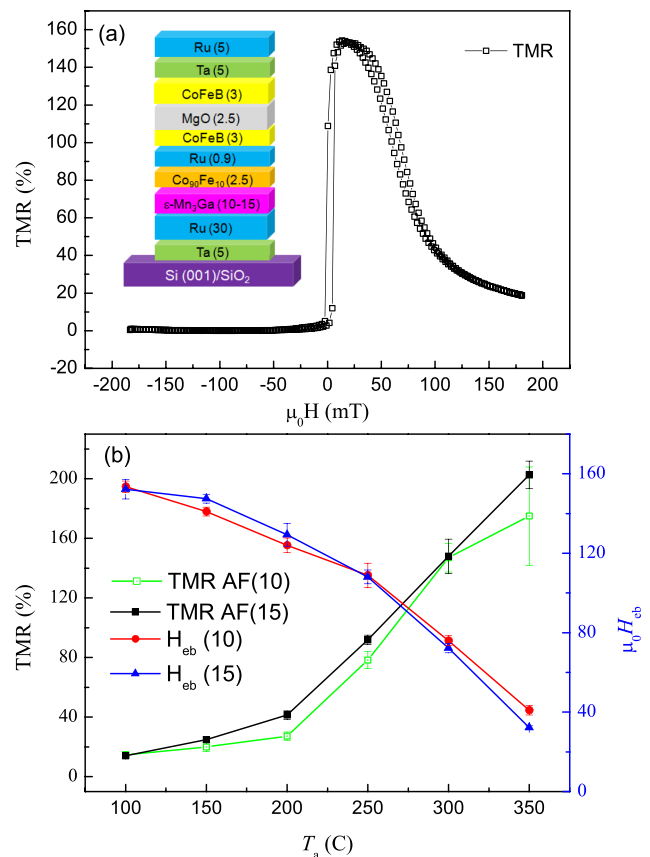 (a)
TMR
Ru (5)
Ta (5)
CoFeB (3)
MgO (2.5)
CoFeB (3)
Ru (0.9)
Co₉₀Fe₁₀ (2.5)
ε-Mn₃Ga (10-15)
Ru (30)
Ta (5)
Si (001)/SiO₂
TMR (%)
160
140
120
100
80
60
40
20
0
-20
-200 -150 -100 -50 0 50 100 150 200
μ₀H (mT)
(b)
TMR AF(10)
TMR AF(15)
H_eb (10)
H_eb (15)
TMR (%)
200
160
120
80
40
0
160
120
80
40
0
μ₀H_eb
100 150 200 250 300 350
T_a (C)